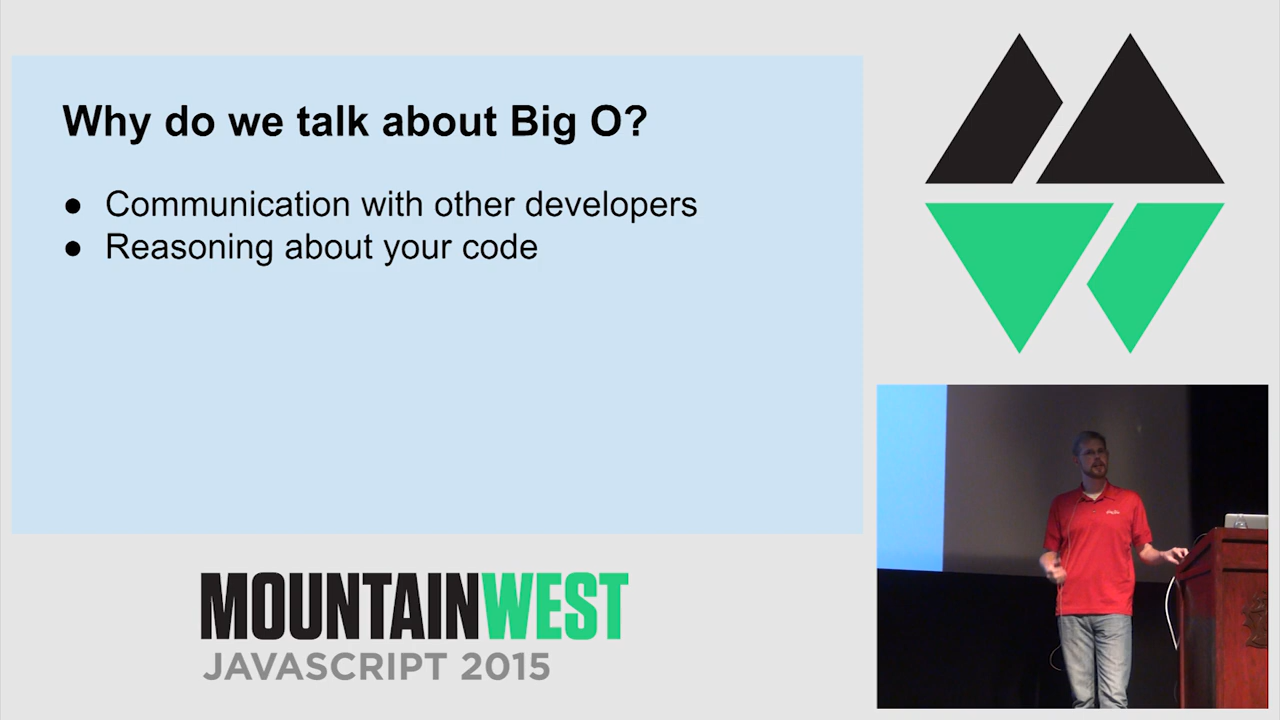 Why do we talk about Big O?
● Communication with other developers
● Reasoning about your code
MOUNTAINWEST
JAVASCRIPT 2015